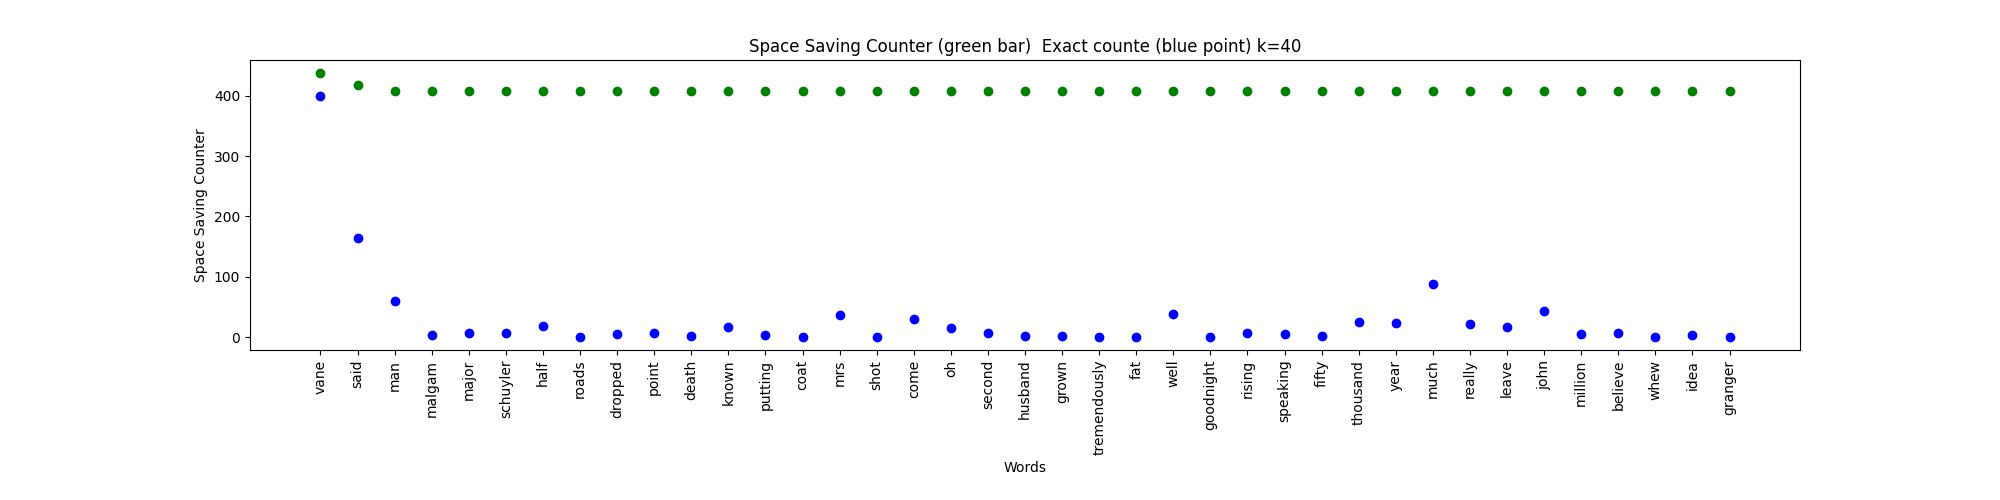 Space Saving Counter (green bar)  Exact counte (blue point) k=40
Space Saving Counter
400
300
200
100
0
vane
said
man
malgam
major
schuyler
half
roads
dropped
point
death
known
putting
coat
mrs
shot
come
oh
second
husband
grown
tremendously
fat
well
goodnight
rising
speaking
fifty
thousand
year
much
really
leave
john
million
believe
whew
idea
granger
Words